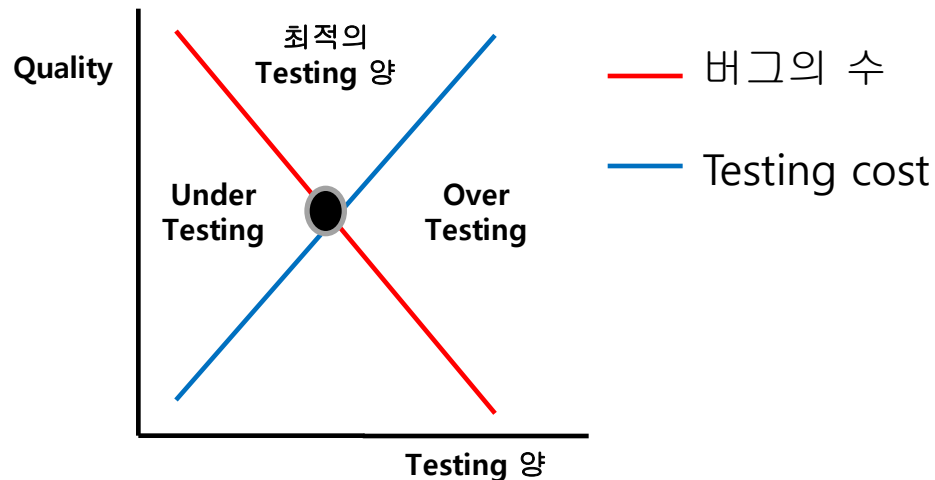 최적의
Testing 양
Quality
버그의 수
Testing cost
Under
Testing
Over
Testing
Testing 양